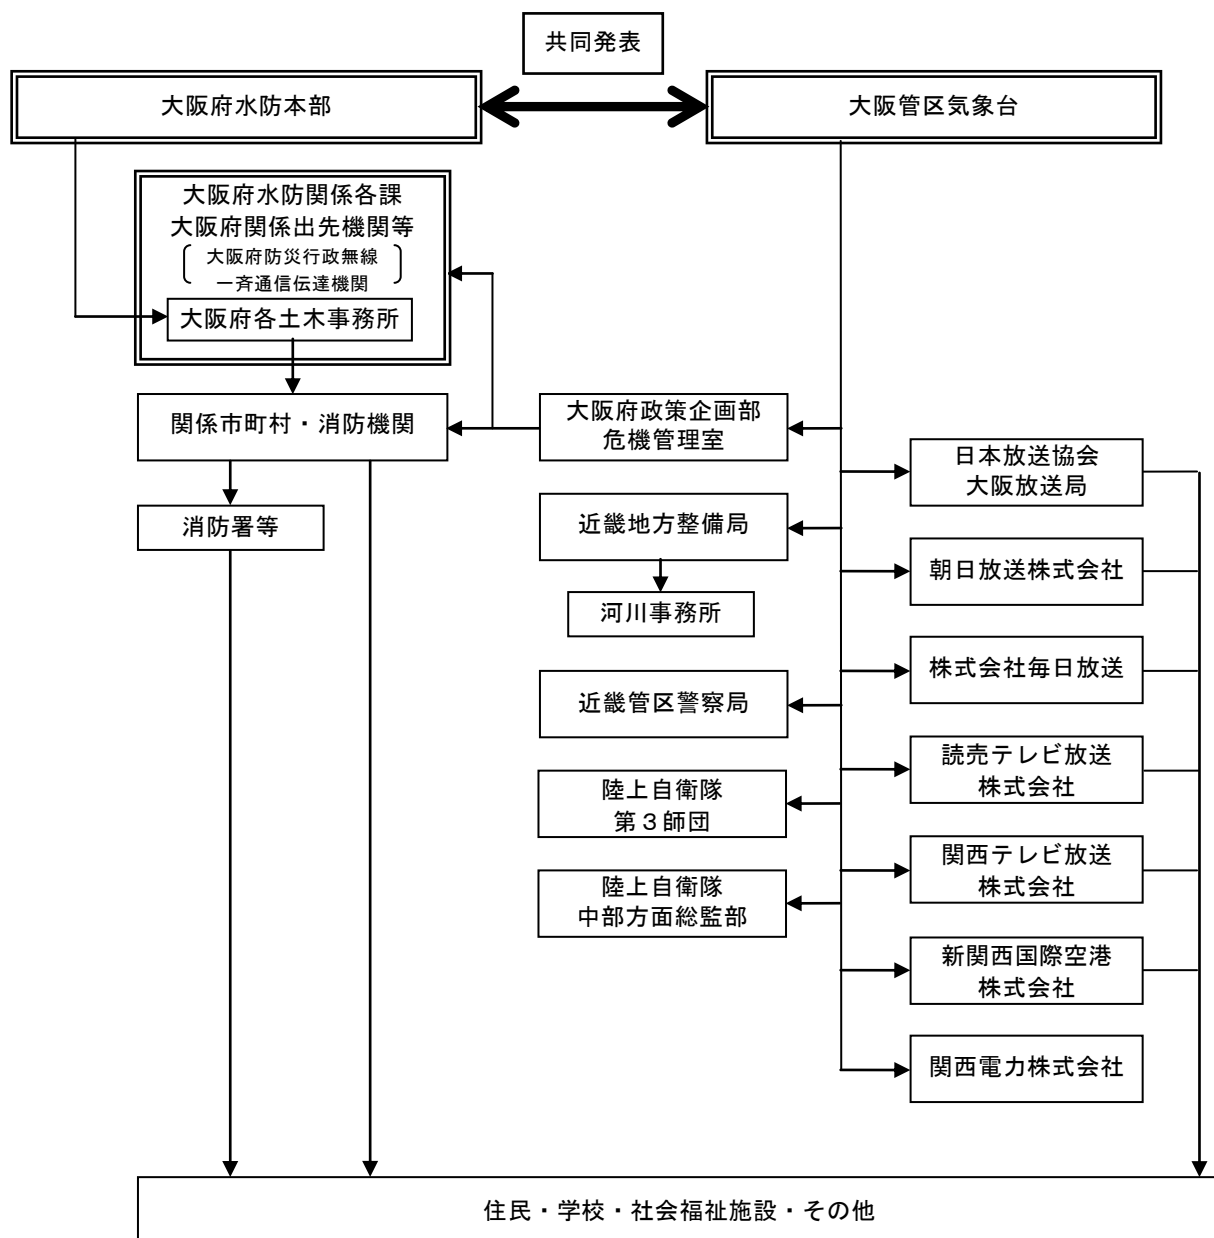 共同発表
大阪府水防本部
大阪管区気象台
大阪府水防関係各課
大阪府関係出先機関等
大阪府防災行政無線
一斉通信伝達機関
大阪府各土木事務所
関係市町村・消防機関
消防署等
大阪府政策企画部
危機管理室
近畿地方整備局
河川事務所
近畿管区警察局
陸上自衛隊
第３師団
陸上自衛隊
中部方面総監部
日本放送協会
大阪放送局
朝日放送株式会社
株式会社毎日放送
読売テレビ放送
株式会社
関西テレビ放送
株式会社
新関西国際空港
株式会社
関西電力株式会社
住民・学校・社会福祉施設・その他